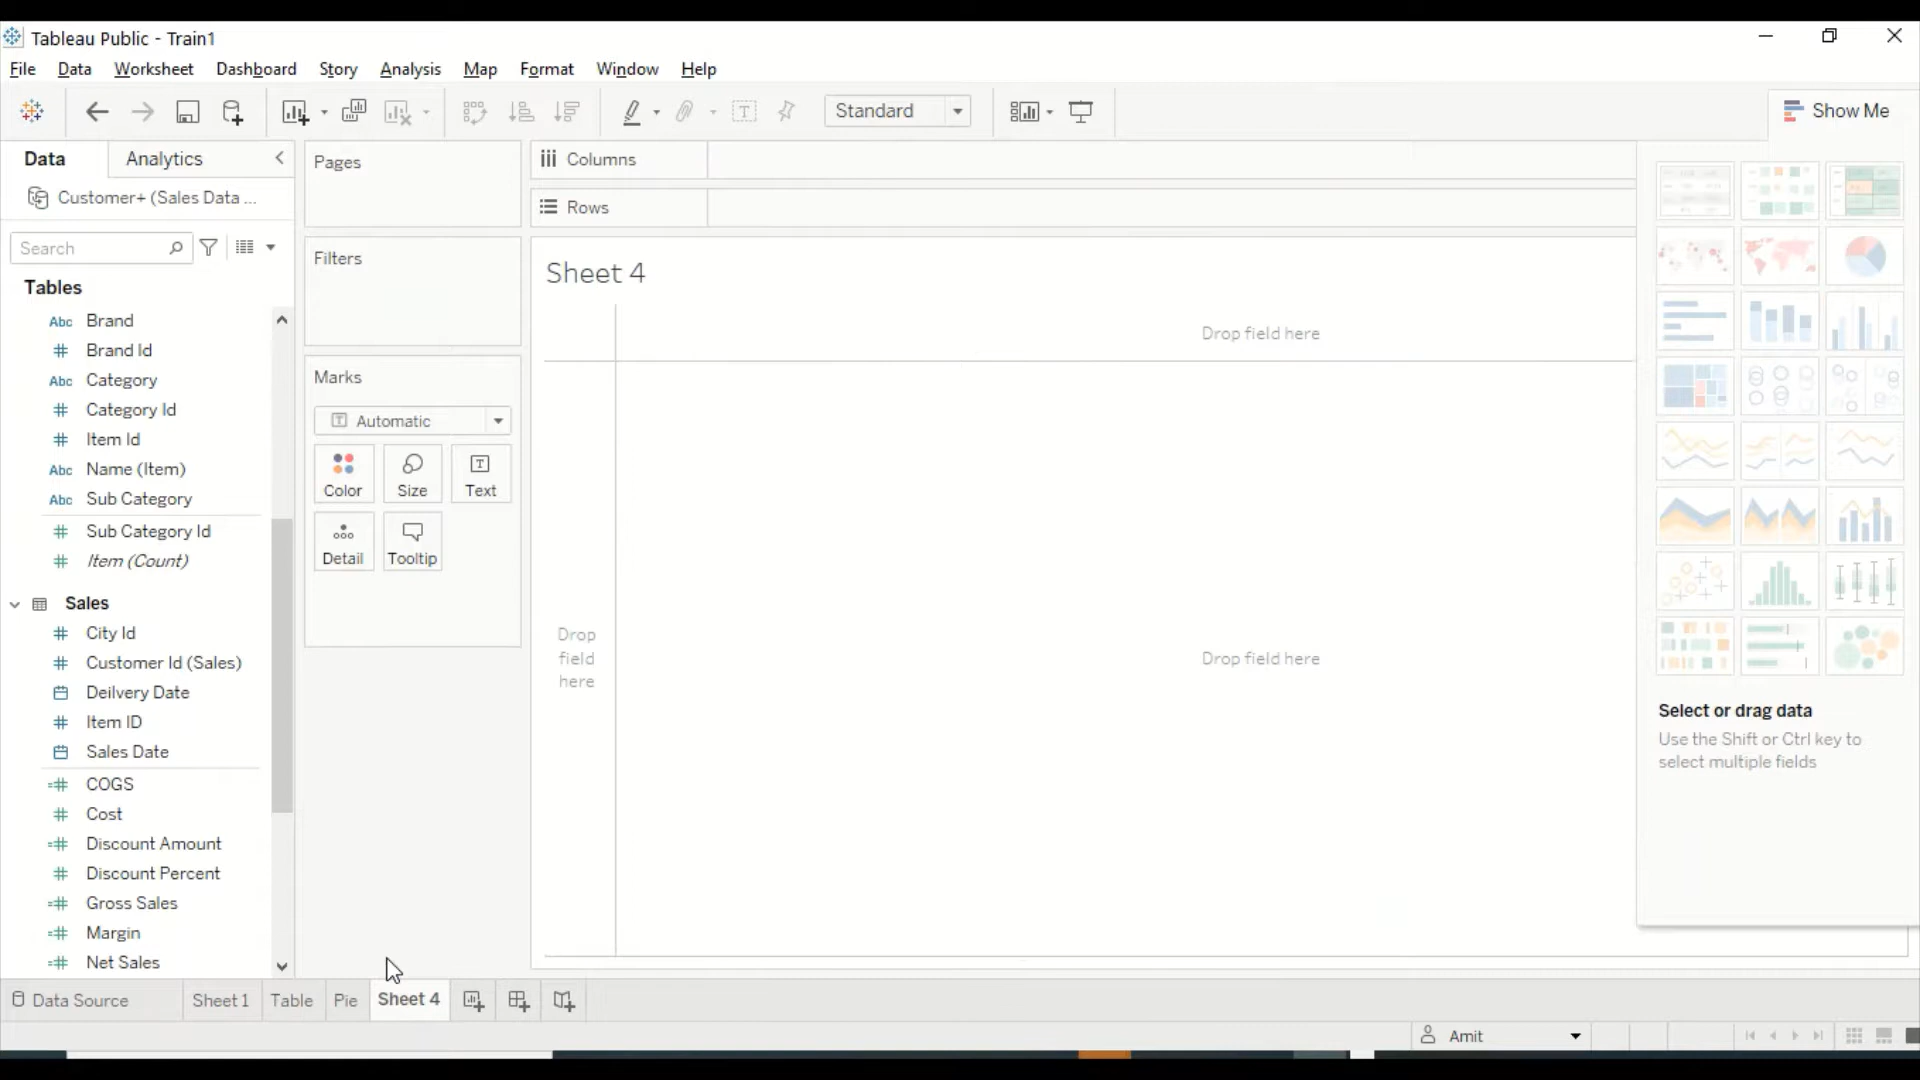 Tableau Public - Train1
File Data Worksheet Dashboard Story Analysis Map Format Window Help
Standard
Show Me
Data Analytics
Customer+ (Sales Data ...
Search
Tables
Abc Brand
Brand Id
Abc Category
Category Id
Item Id
Abc Name (Item)
Abc Sub Category
Sub Category Id
Item (Count)
Sales
City Id
Customer Id (Sales)
Deilvery Date
Item ID
Sales Date
COGS
Cost
Discount Amount
Discount Percent
Gross Sales
Margin
Net Sales
Pages
Filters
Marks
Automatic
Color Size Text
Detail Tooltip
Columns
Rows
Sheet 4
Drop field here
Drop
field
here
Drop field here
Select or drag data
Use the Shift or Ctrl key to
select multiple fields
Data Source Sheet 1 Table Pie Sheet 4
Amit